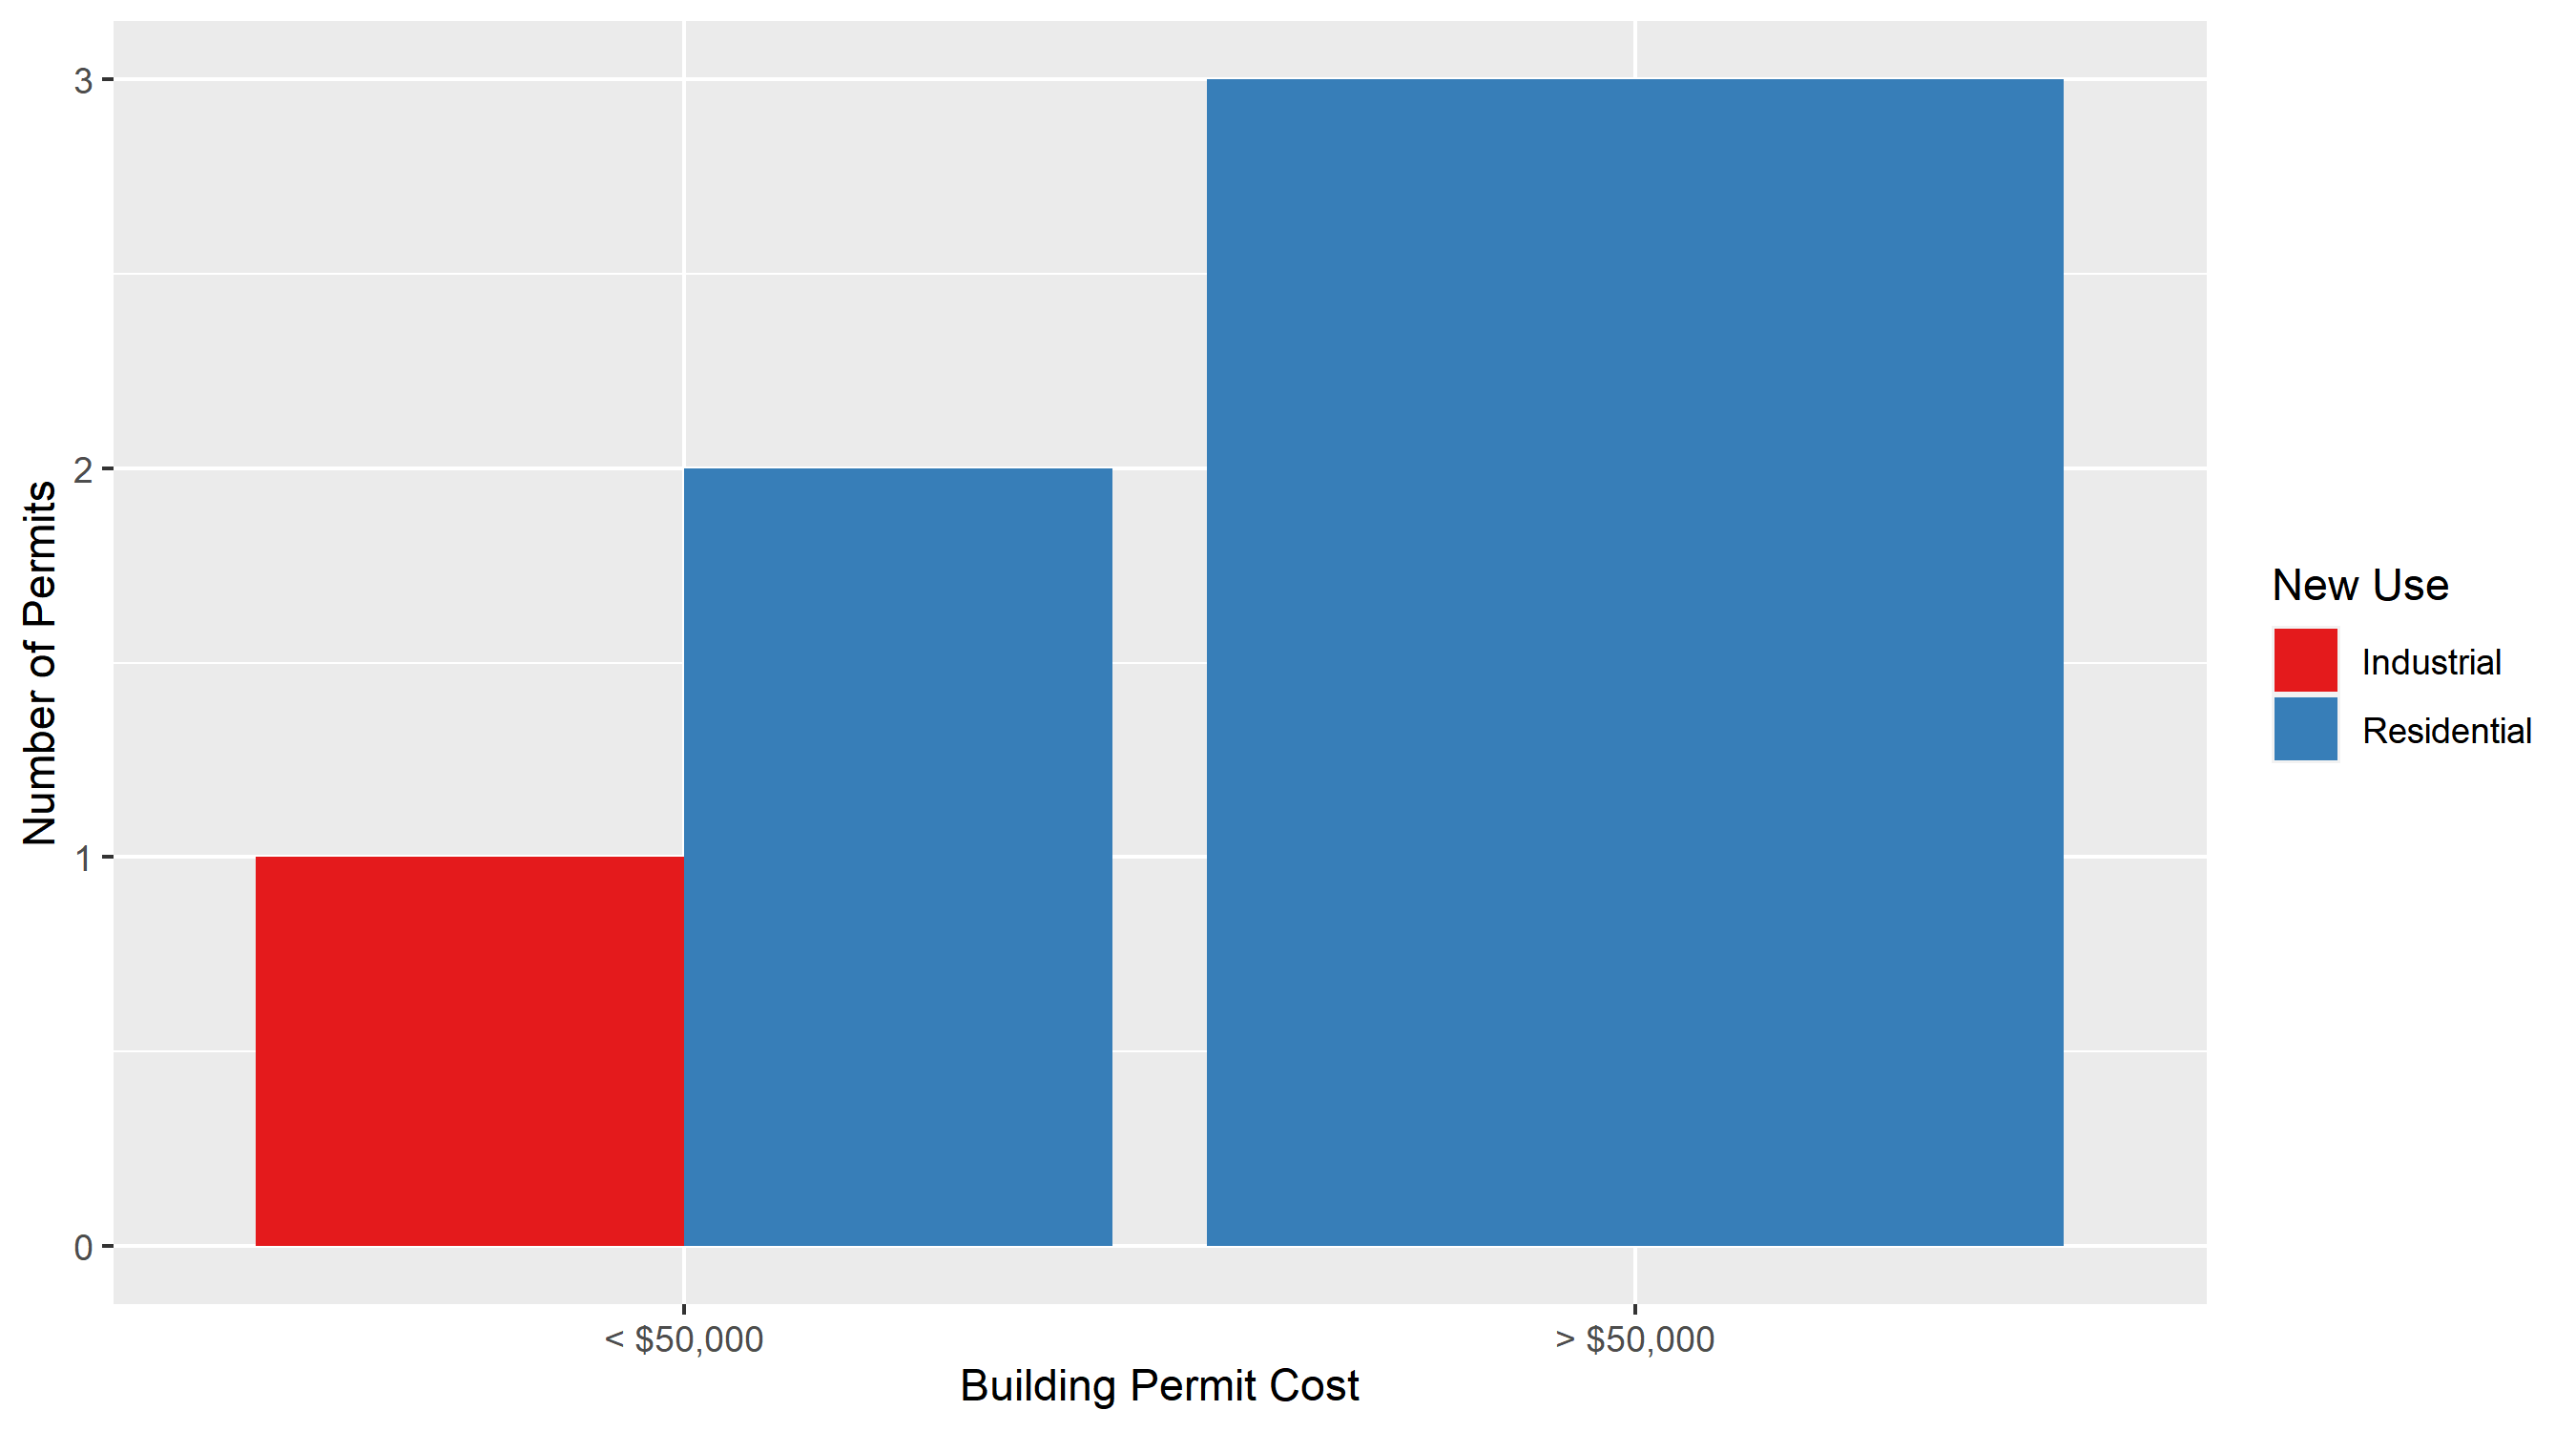 3
2
1
0
Number of Permits
< $50,000
> $50,000
Building Permit Cost
New Use
Industrial
Residential